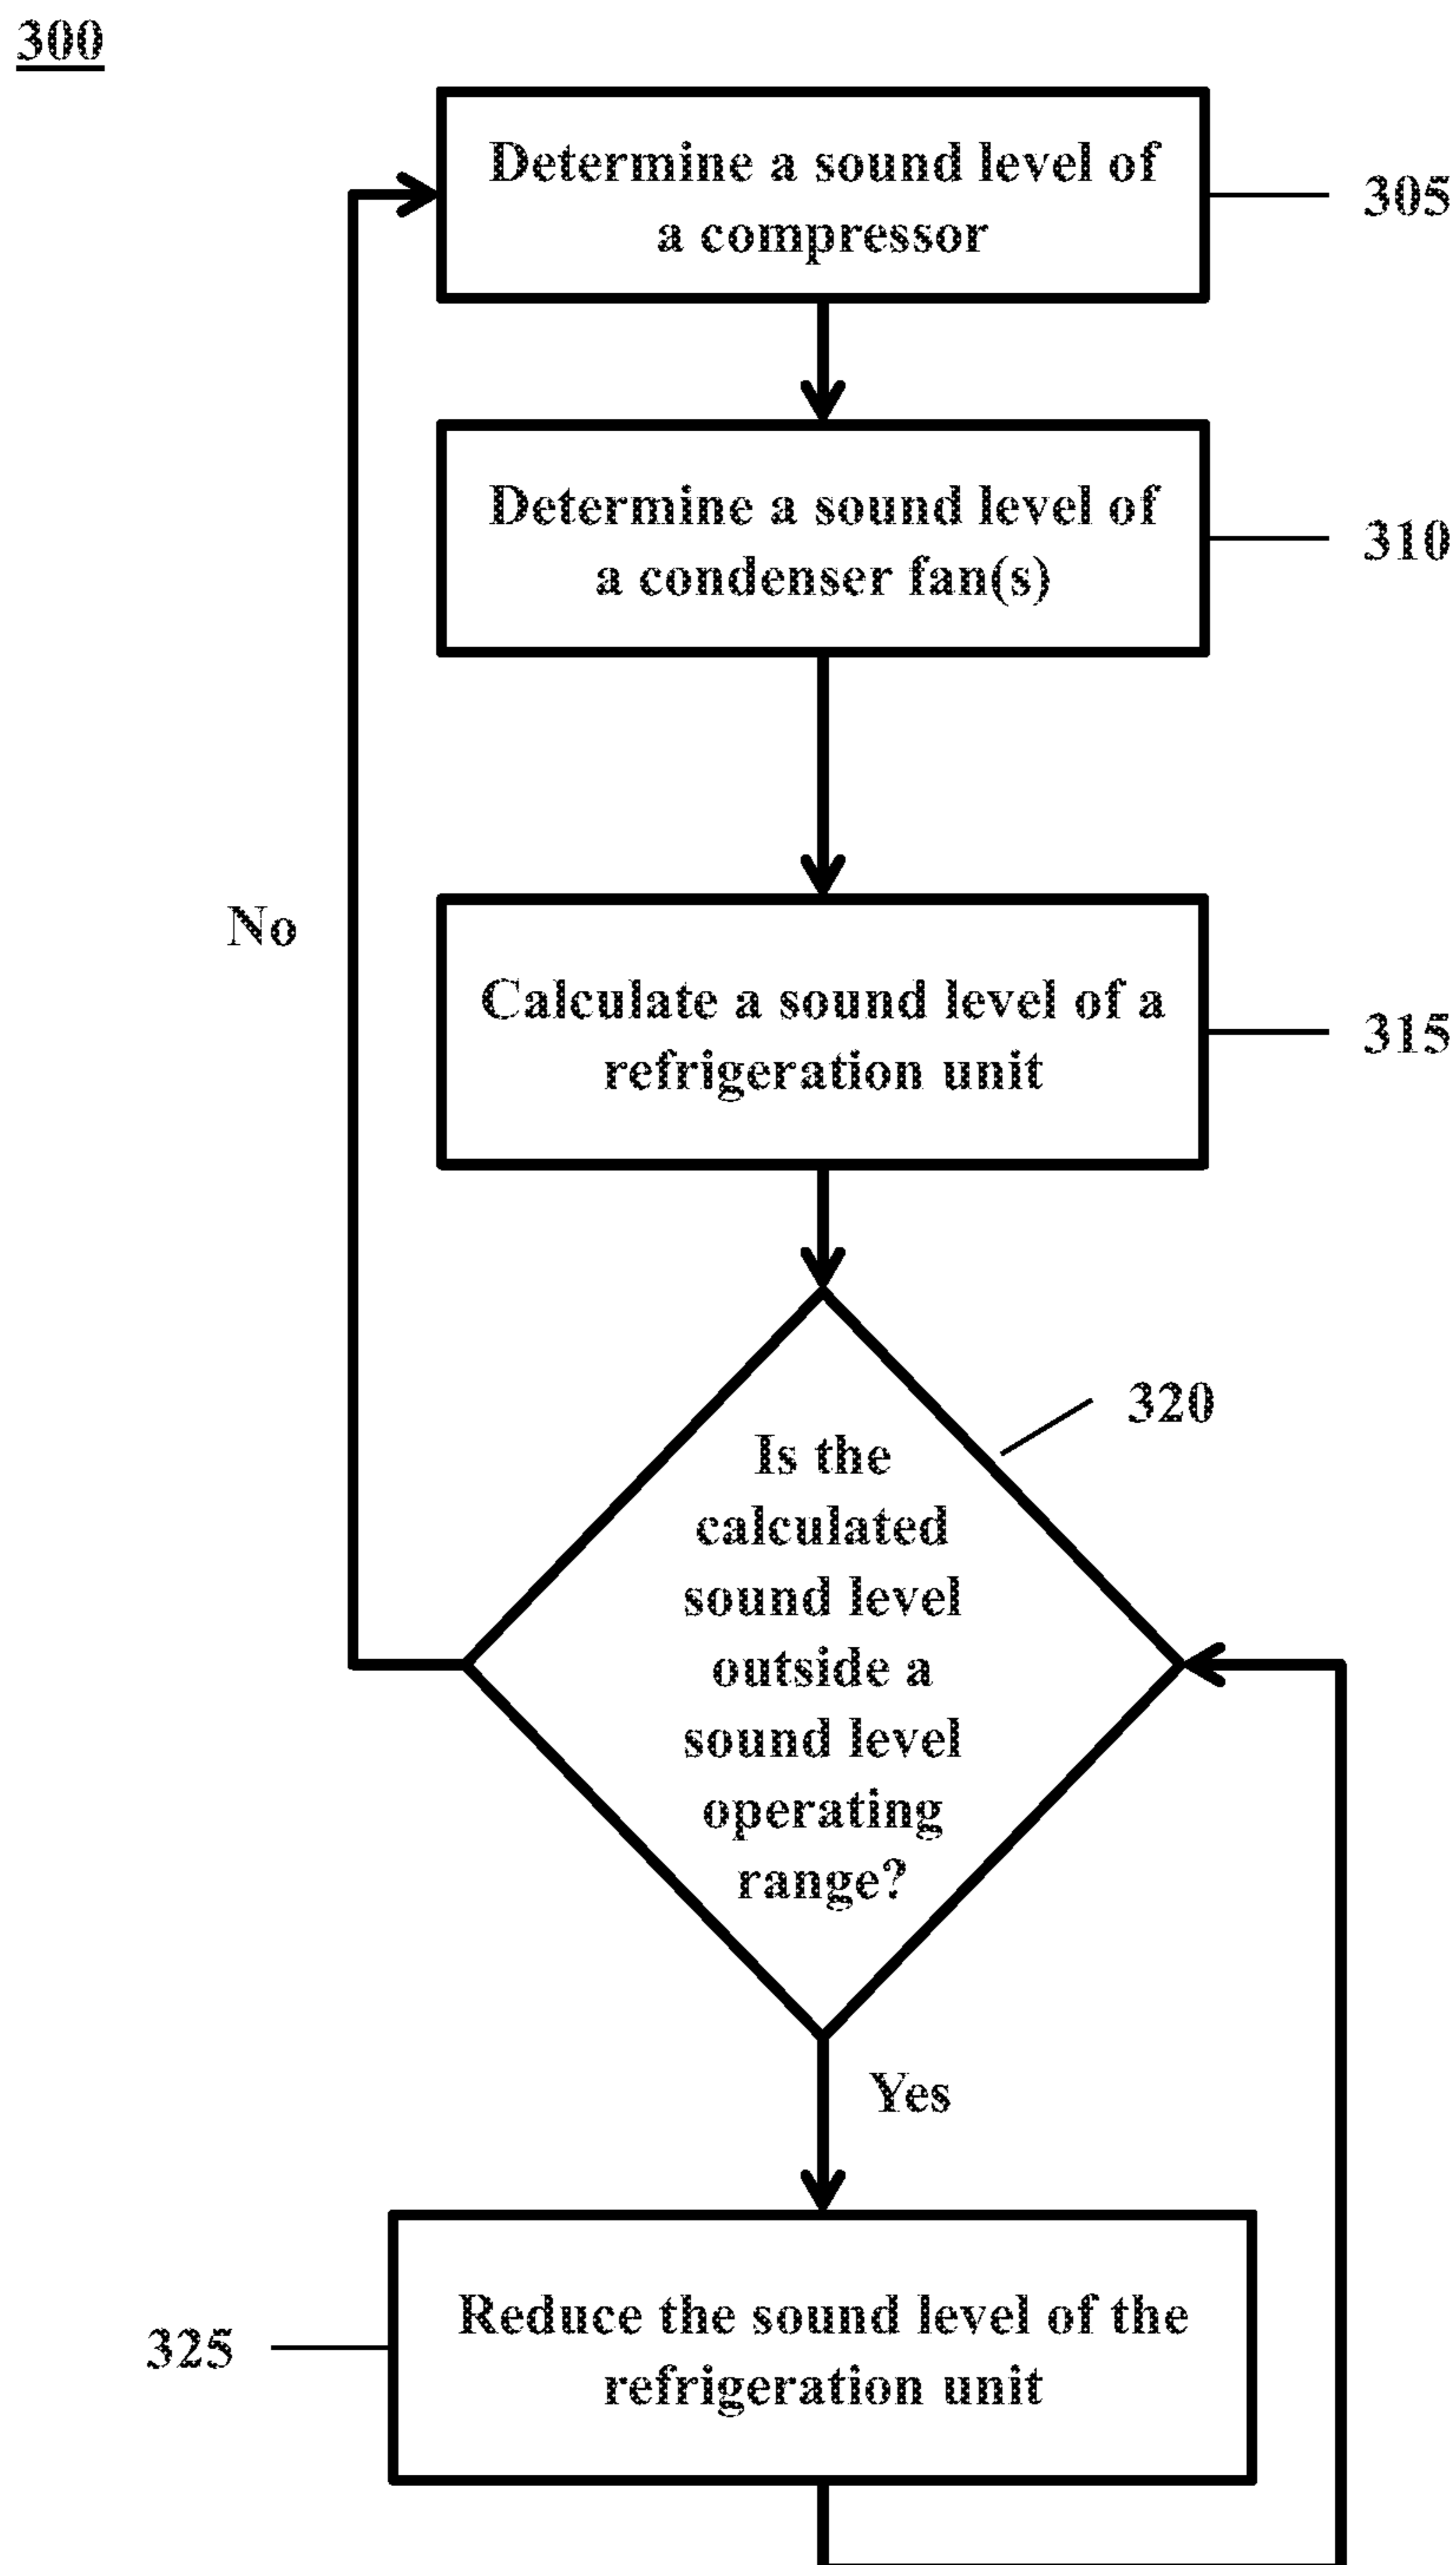 300
Determine a sound level of
a compressor
305
Determine a sound level of
a condenser fan(s)
310
No
Calculate a sound level of a
refrigeration unit
315
320
Is the
calculated
sound level
outside a
sound level
operating
range?
Yes
Reduce the sound level of the
refrigeration unit
325